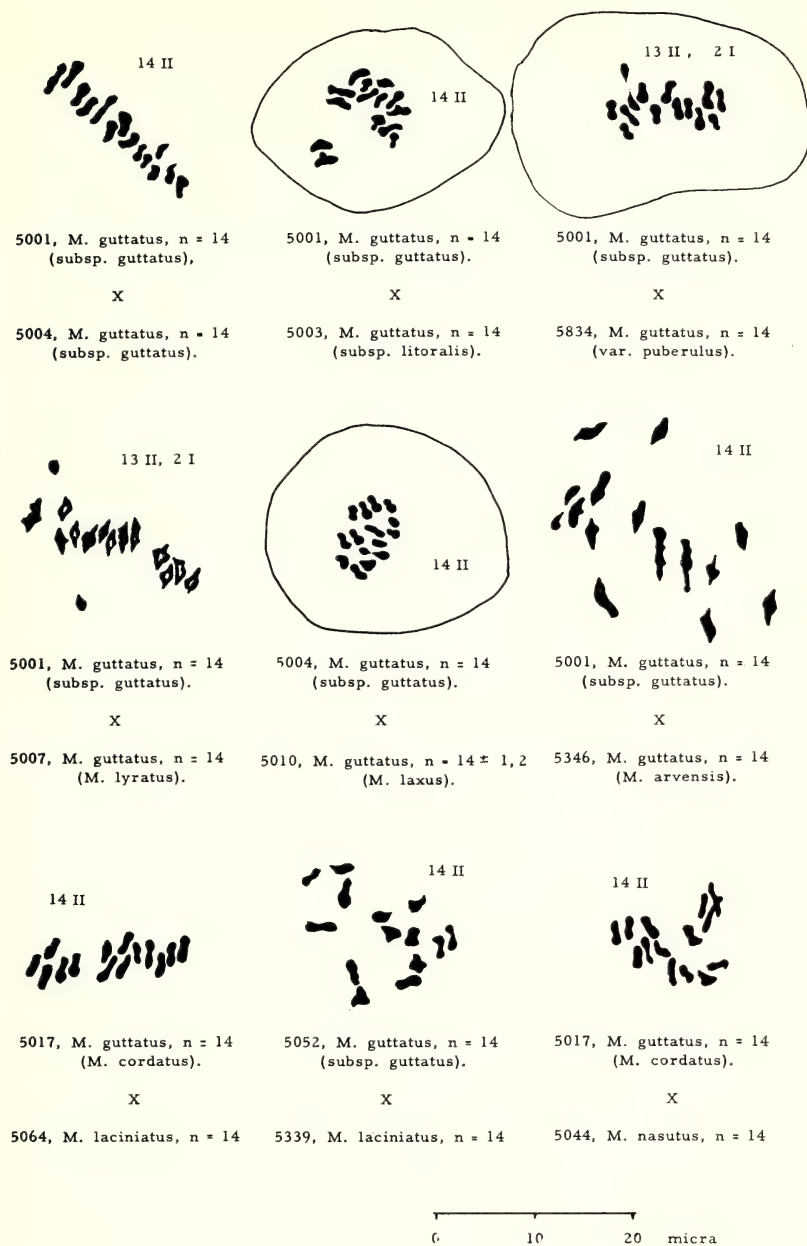 14 II
5001, M. guttatus, n = 14
(subsp. guttatus),
X
5004, M. guttatus, n = 14
(subsp. guttatus).
14 II
5001, M. guttatus, n = 14
(subsp. guttatus).
X
5003, M. guttatus, n = 14
(subsp. litoralis).
13 II, 2 I
5001, M. guttatus, n = 14
(subsp. guttatus).
X
5834, M. guttatus, n = 14
(var. puberulus).
13 II, 2 I
5001, M. guttatus, n = 14
(subsp. guttatus).
X
5007, M. guttatus, n = 14
(M. lyratus).
14 II
5004, M. guttatus, n = 14
(subsp. guttatus).
X
5010, M. guttatus, n = 14 ± 1, 2
(M. laxus).
14 II
5001, M. guttatus, n = 14
(subsp. guttatus).
X
5346, M. guttatus, n = 14
(M. arvensis).
14 II
5017, M. guttatus, n = 14
(M. cordatus).
X
5064, M. laciniatus, n = 14
14 II
5052, M. guttatus, n = 14
(subsp. guttatus).
X
5339, M. laciniatus, n = 14
14 II
5017, M. guttatus, n = 14
(M. cordatus).
X
5044, M. nasutus, n = 14
0 10 20 micra